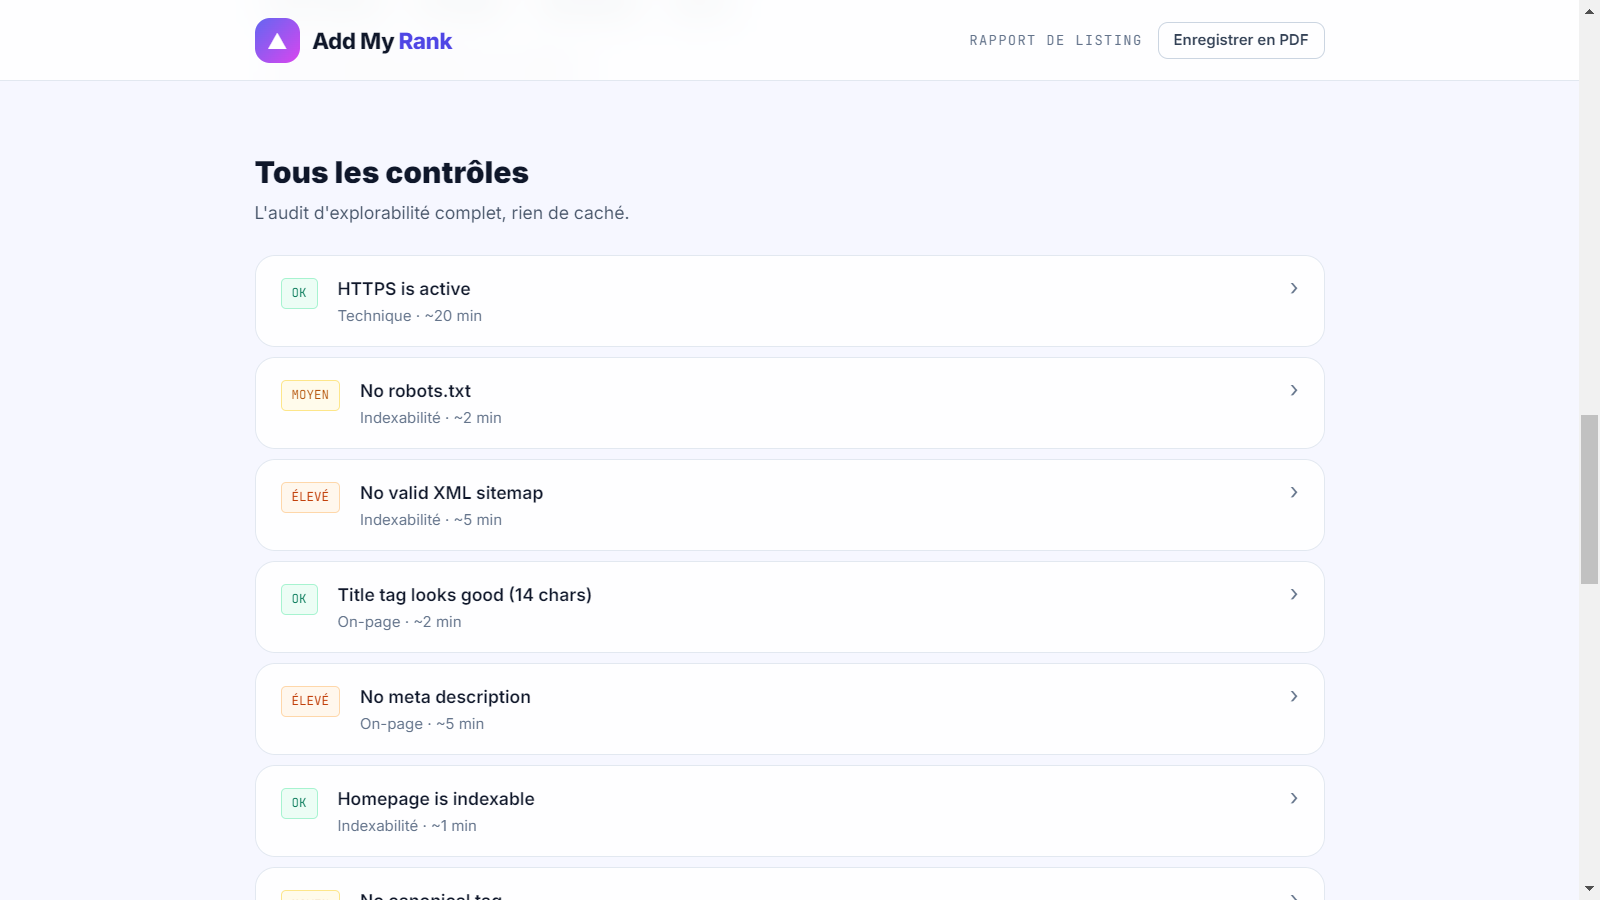 Add My Rank
RAPPORT DE LISTING
Enregistrer en PDF
Tous les contrôles
L'audit d'explorabilité complet, rien de caché.
OK
HTTPS is active
Technique · ~20 min
MOYEN
No robots.txt
Indexabilité · ~2 min
ÉLEVÉ
No valid XML sitemap
Indexabilité · ~5 min
OK
Title tag looks good (14 chars)
On-page · ~2 min
ÉLEVÉ
No meta description
On-page · ~5 min
OK
Homepage is indexable
Indexabilité · ~1 min
No canonical tag